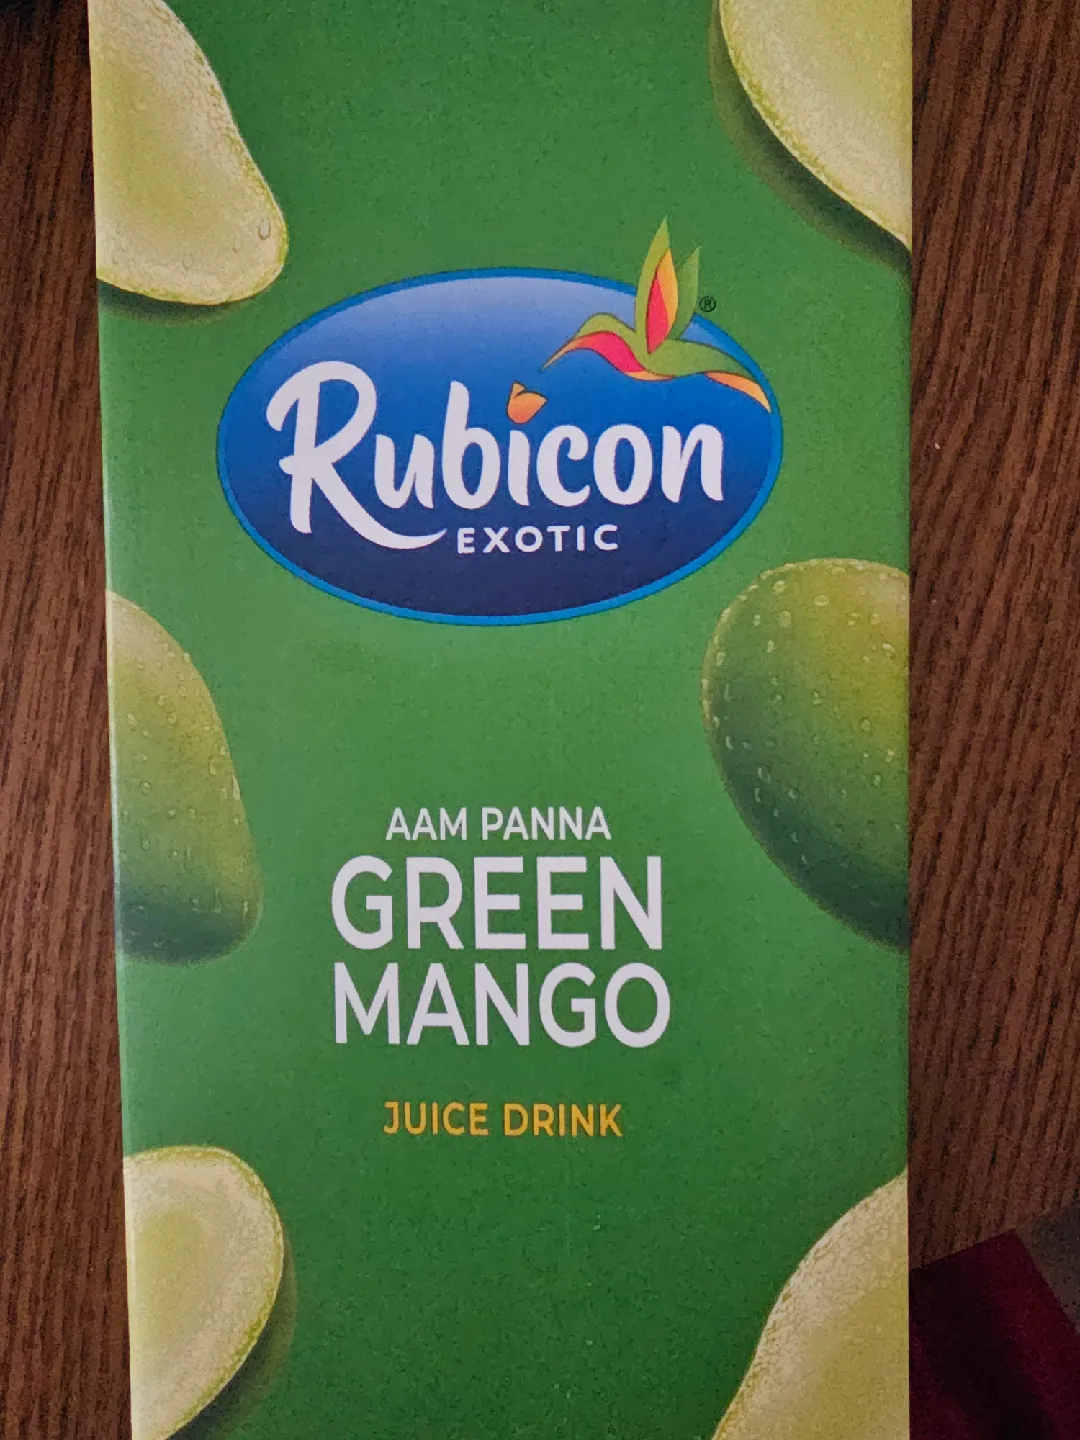 ®
Rubicon
EXOTIC
AAM PANNA
GREEN
MANGO
JUICE DRINK